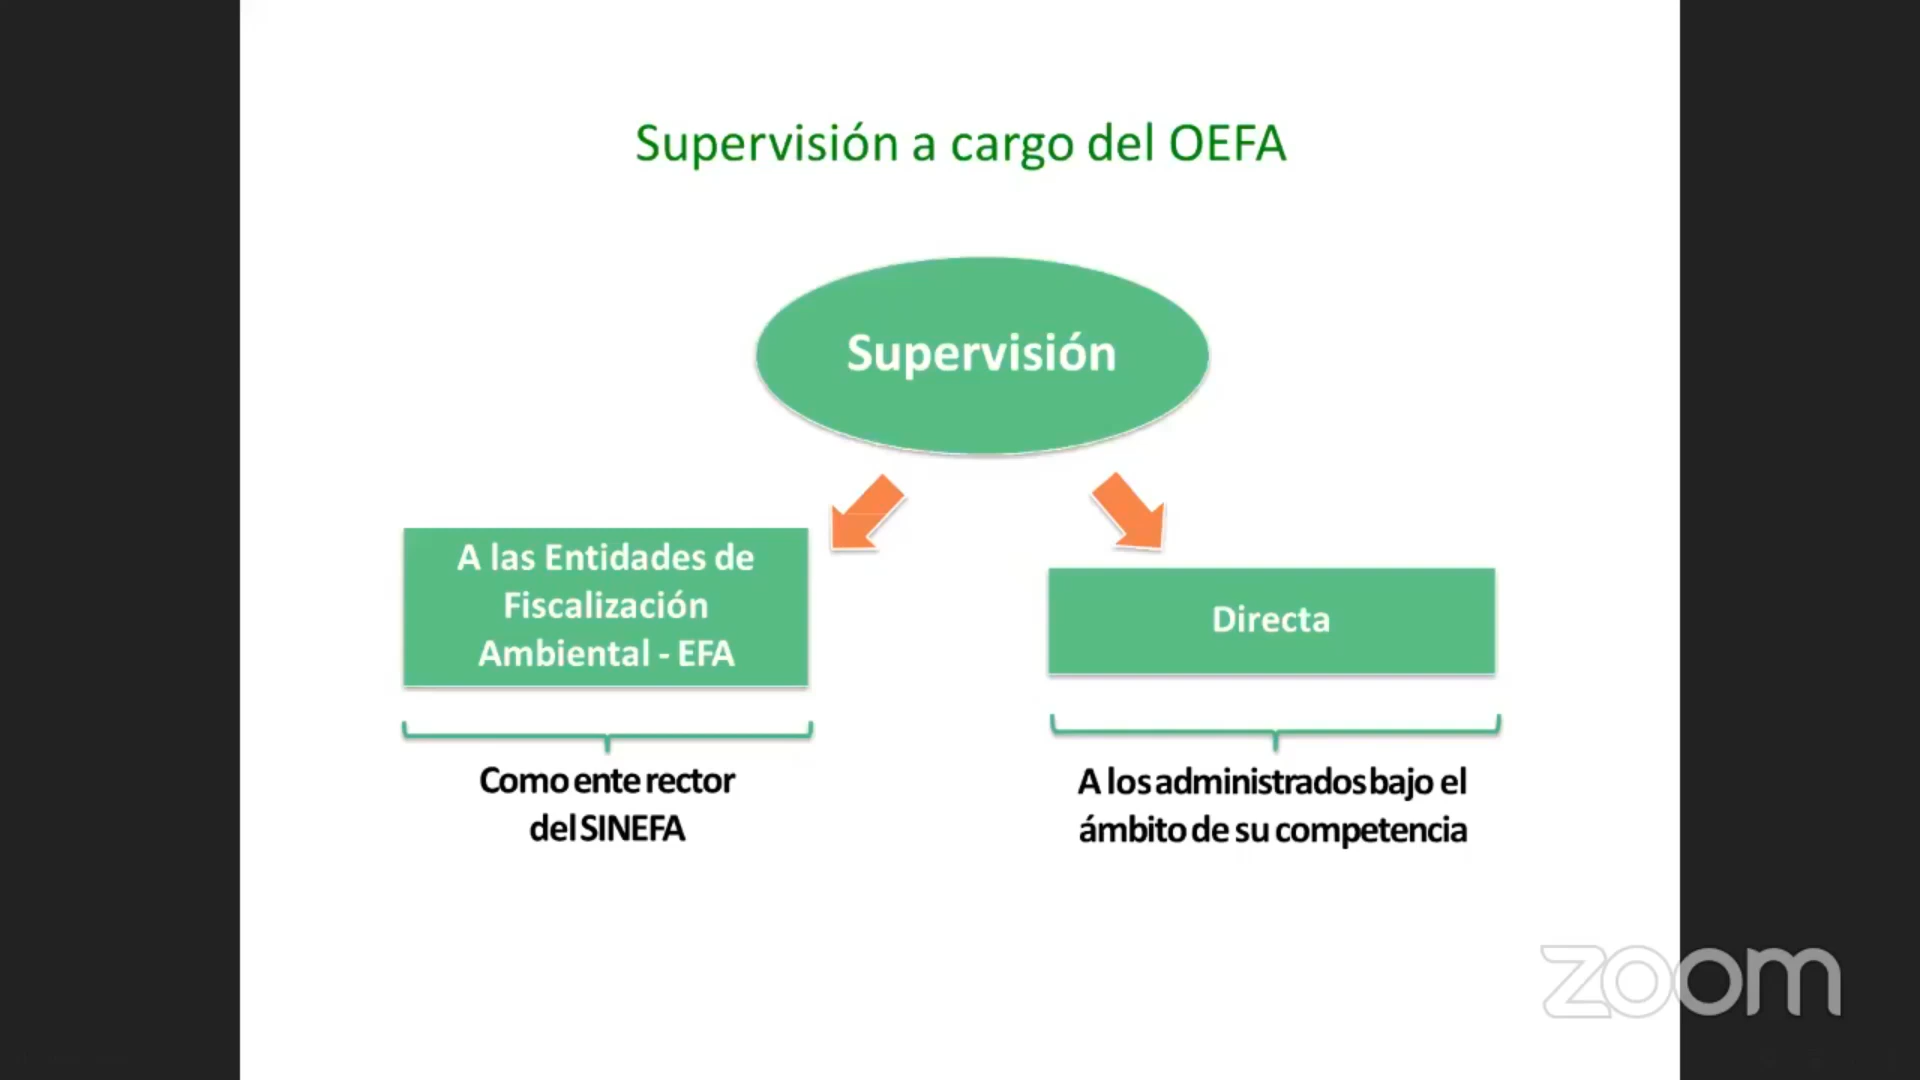 Supervisión a cargo del OEFA
Supervisión
A las Entidades de
Fiscalización
Ambiental - EFA
Directa
Como ente rector
del SINEFA
A los administrados bajo el
ámbito de su competencia
zoom